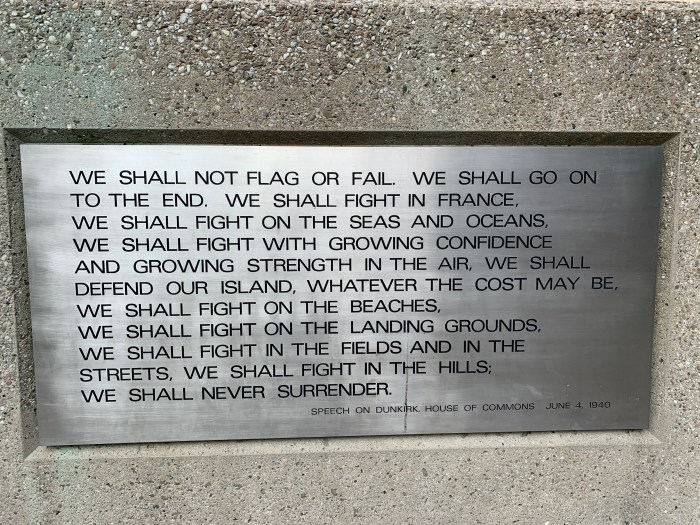 WE SHALL NOT FLAG OR FAIL. WE SHALL GO ON
TO THE END. WE SHALL FIGHT IN FRANCE,
WE SHALL FIGHT ON THE SEAS AND OCEANS,
WE SHALL FIGHT WITH GROWING CONFIDENCE
AND GROWING STRENGTH IN THE AIR, WE SHALL
DEFEND OUR ISLAND, WHATEVER THE COST MAY BE,
WE SHALL FIGHT ON THE BEACHES,
WE SHALL FIGHT ON THE LANDING GROUNDS,
WE SHALL FIGHT IN THE FIELDS AND IN THE
STREETS, WE SHALL FIGHT IN THE HILLS;
WE SHALL NEVER SURRENDER.
SPEECH ON DUNKIRK, HOUSE OF COMMONS JUNE 4, 1940